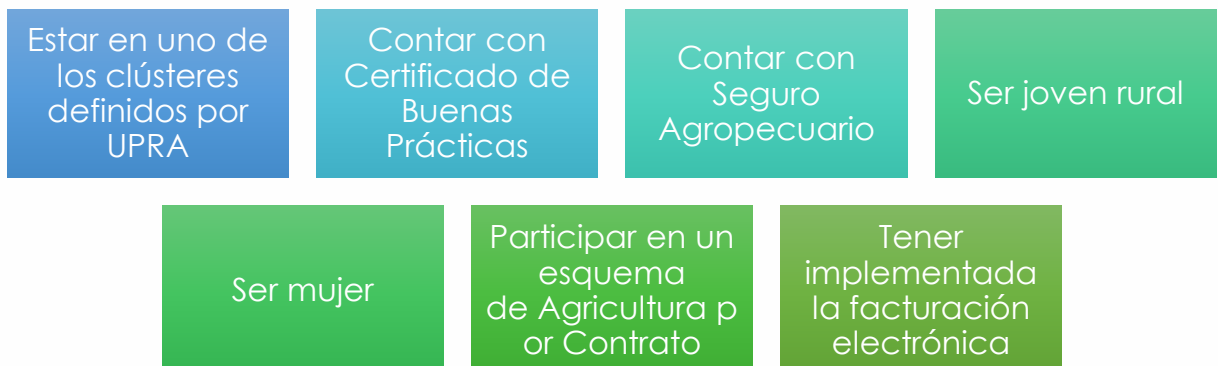 Estar en uno de
los clústeres
definidos por
UPRA
Contar con
Certificado de
Buenas
Prácticas
Contar con
Seguro
Agropecuario
Ser joven rural
Ser mujer
Participar en un
esquema
de Agricultura p
or Contrato
Tener
implementada
la facturación
electrónica